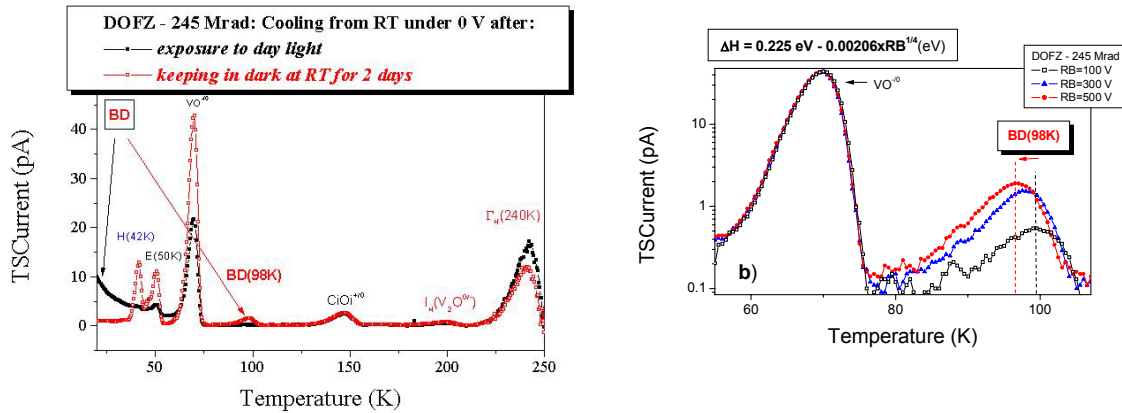 DOFZ - 245 Mrad: Cooling from RT under 0 V after:
exposure to day light
keeping in dark at RT for 2 days
BD
VO-/0
H(42K)
E(50K)
BD(98K)
CiOi+/0
IH(V2O0/-)
ΓH(240K)
TSCurrent (pA)
40
30
20
10
0
50
100
150
200
250
Temperature (K)
ΔH = 0.225 eV - 0.00206xRB1/4(eV)
DOFZ - 245 Mrad
RB=100 V
RB=300 V
RB=500 V
VO-/0
BD(98K)
b)
TSCurrent (pA)
10
1
0.1
60
80
100
Temperature (K)